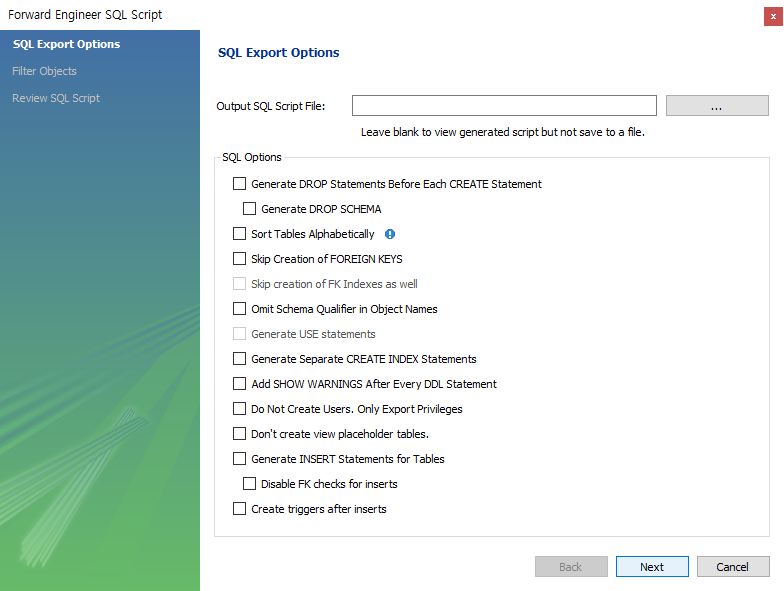 Forward Engineer SQL Script
x
SQL Export Options
Filter Objects
Review SQL Script
SQL Export Options
Output SQL Script File:
...
Leave blank to view generated script but not save to a file.
SQL Options
Generate DROP Statements Before Each CREATE Statement
Generate DROP SCHEMA
Sort Tables Alphabetically
Skip Creation of FOREIGN KEYS
Skip creation of FK Indexes as well
Omit Schema Qualifier in Object Names
Generate USE statements
Generate Separate CREATE INDEX Statements
Add SHOW WARNINGS After Every DDL Statement
Do Not Create Users. Only Export Privileges
Don't create view placeholder tables.
Generate INSERT Statements for Tables
Disable FK checks for inserts
Create triggers after inserts
Back Next Cancel